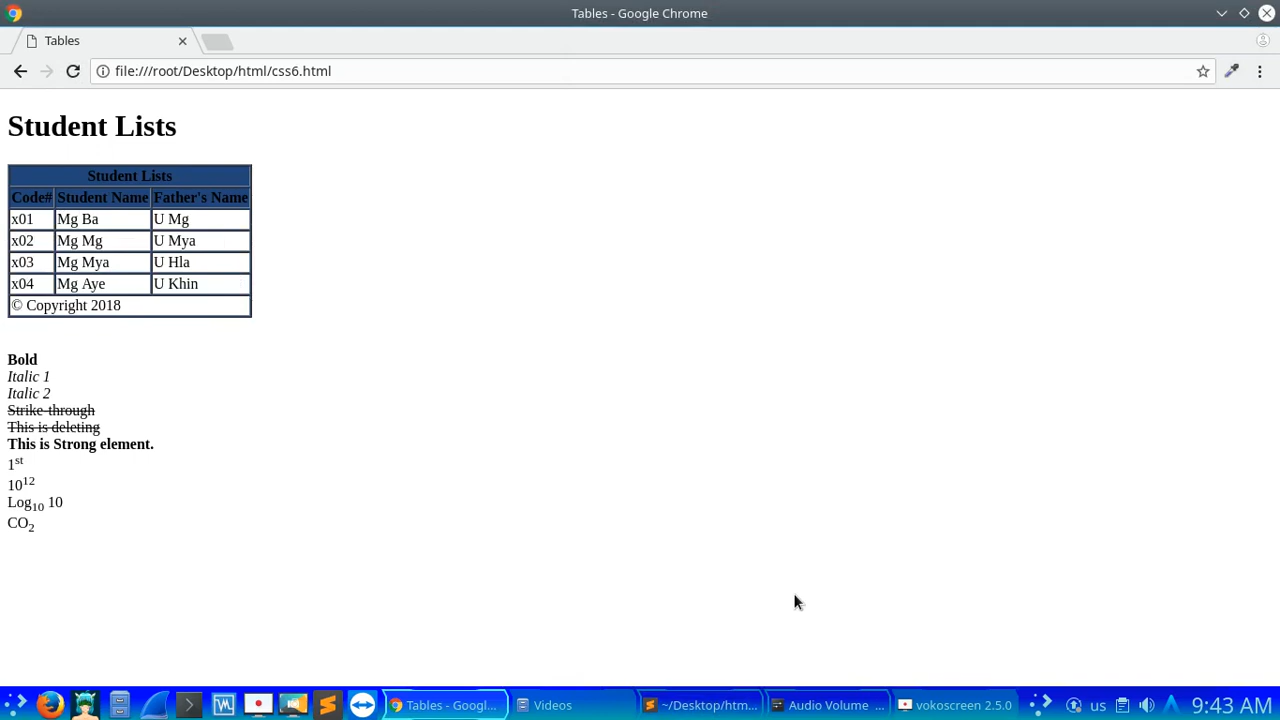 Tables - Google Chrome
Tables
file:///root/Desktop/html/css6.html
Student Lists
Student Lists
Code# Student Name Father's Name
x01 Mg Ba U Mg
x02 Mg Mg U Mya
x03 Mg Mya U Hla
x04 Mg Aye U Khin
© Copyright 2018
Bold
Italic 1
Italic 2
Strike-through
This is deleting
This is Strong element.
1st
1012
Log10 10
CO2
Tables - Googl... Videos ~/Desktop/htm... Audio Volume ... vokoscreen 2.5.0 us 9:43 AM